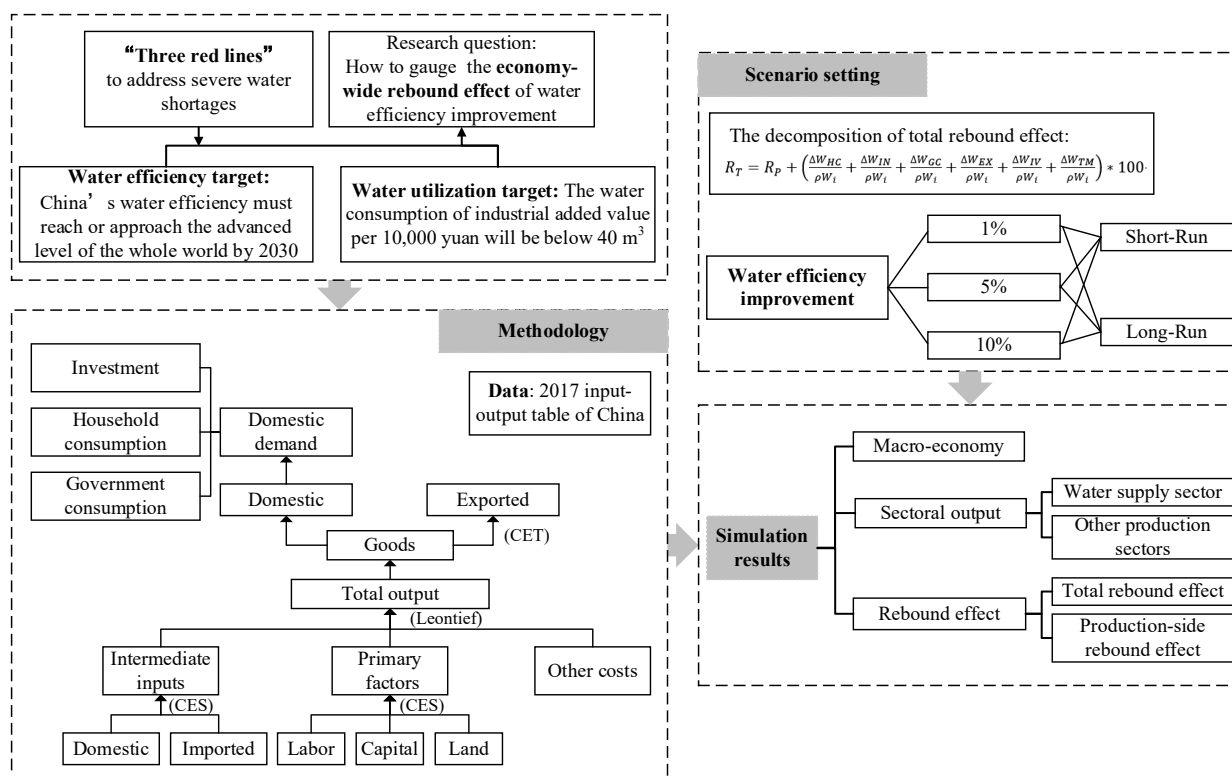 “Three red lines”
to address severe water
shortages
Research question:
How to gauge the economy-
wide rebound effect of water
efficiency improvement
Water efficiency target:
China’s water efficiency must
reach or approach the advanced
level of the whole world by 2030
Water utilization target: The water
consumption of industrial added value
per 10,000 yuan will be below 40 m³
Methodology
Investment
Household
consumption
Government
consumption
Domestic
demand
Data: 2017 input-
output table of China
Domestic
Exported
(CET)
Goods
Total output
(Leontief)
Intermediate
inputs
Primary
factors
Other costs
(CES)
(CES)
Domestic
Imported
Labor
Capital
Land
Scenario setting
The decomposition of total rebound effect:
R_T = R_P + (ΔW_HC/ρW_i + ΔW_IN/ρW_i + ΔW_GC/ρW_i + ΔW_EX/ρW_i + ΔW_IV/ρW_i + ΔW_TM/ρW_i) * 100
Water efficiency
improvement
1%
5%
10%
Short-Run
Long-Run
Simulation
results
Macro-economy
Sectoral output
Water supply sector
Other production
sectors
Rebound effect
Total rebound effect
Production-side
rebound effect